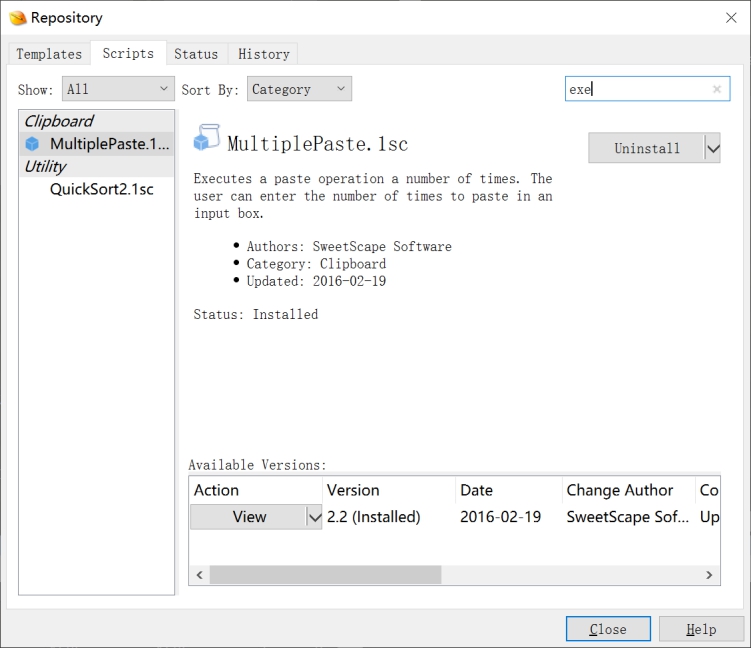 Repository
Templates
Scripts
Status
History
Show: All
Sort By: Category
exe
Clipboard
MultiplePaste.1...
Utility
QuickSort2.1sc
MultiplePaste.1sc
Uninstall
Executes a paste operation a number of times. The
user can enter the number of times to paste in an
input box.
Authors: SweetScape Software
Category: Clipboard
Updated: 2016-02-19
Status: Installed
Available Versions:
Action Version Date Change Author Co
View 2.2 (Installed) 2016-02-19 SweetScape Sof... Up
Close Help